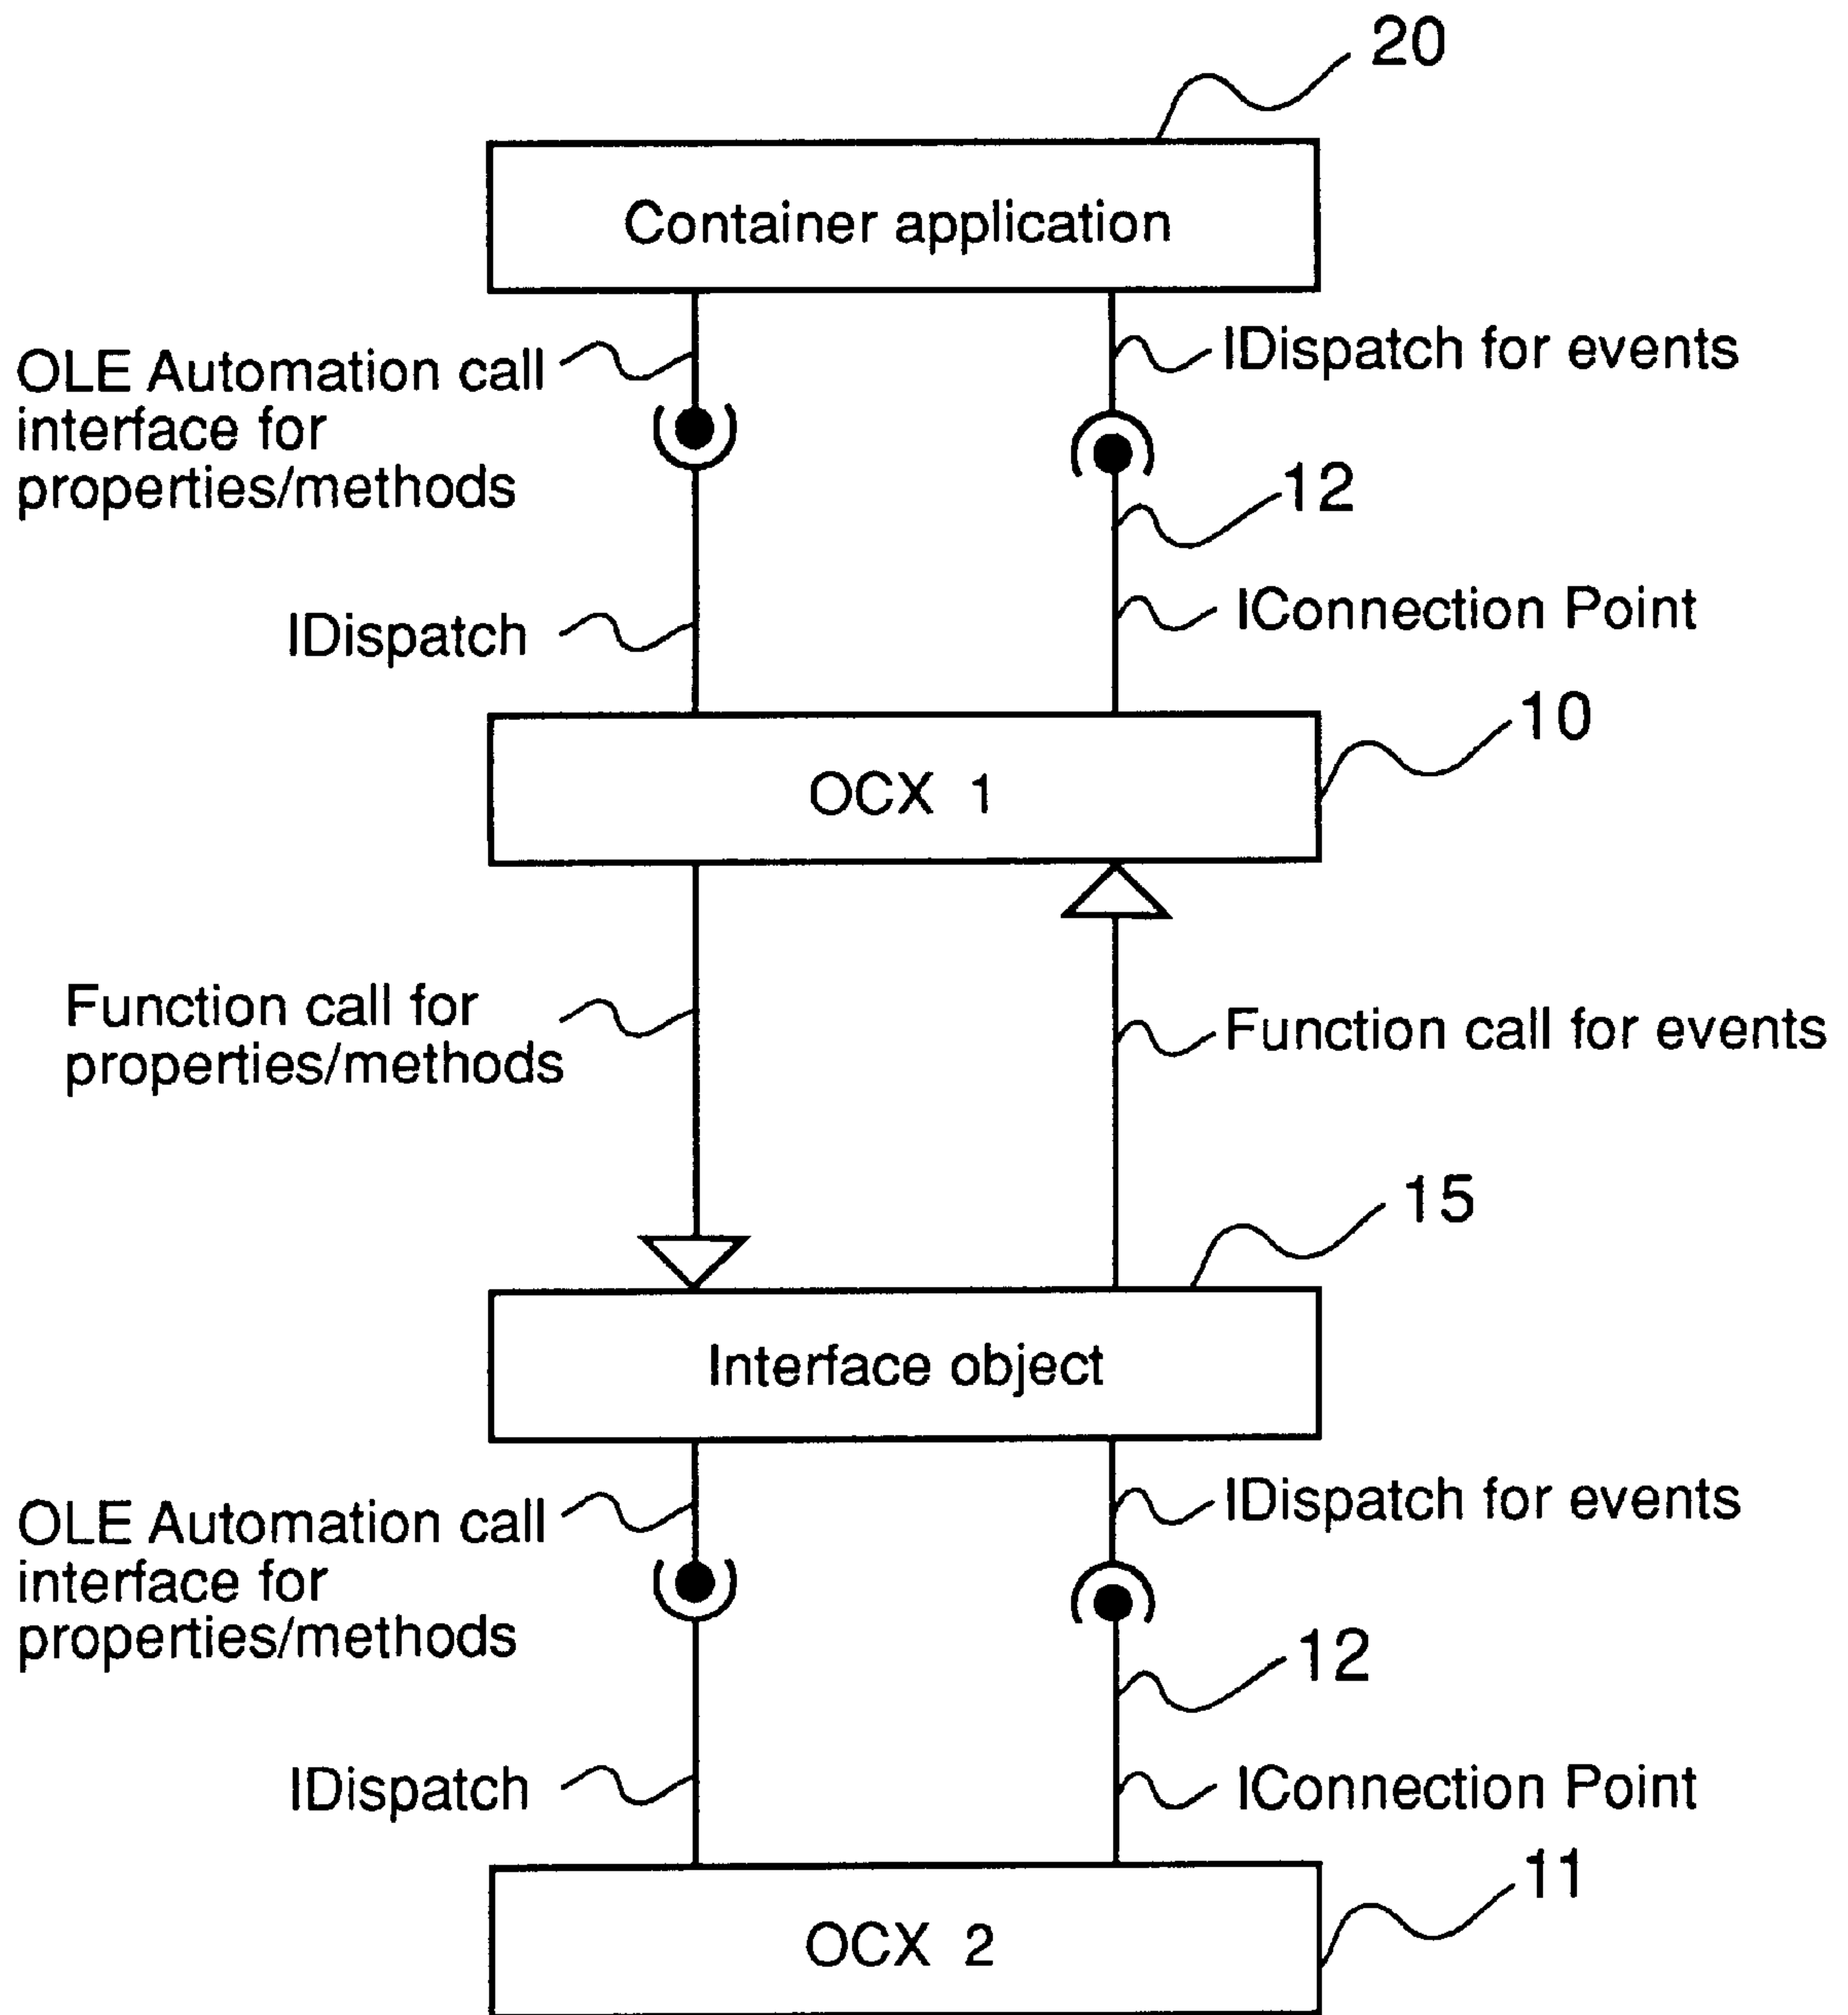 20
Container application
OLE Automation call
interface for
properties/methods
IDispatch for events
12
IDispatch
IConnection Point
10
OCX 1
Function call for
properties/methods
Function call for events
15
Interface object
OLE Automation call
interface for
properties/methods
IDispatch for events
12
IDispatch
IConnection Point
11
OCX 2